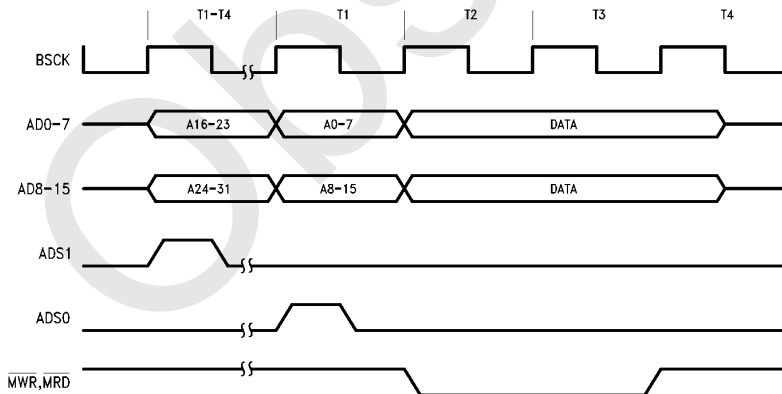 T1-T4 T1 T2 T3 T4
BSCK
AD0-7 A16-23 A0-7 DATA
AD8-15 A24-31 A8-15 DATA
ADS1
ADS0
MWR,MRD